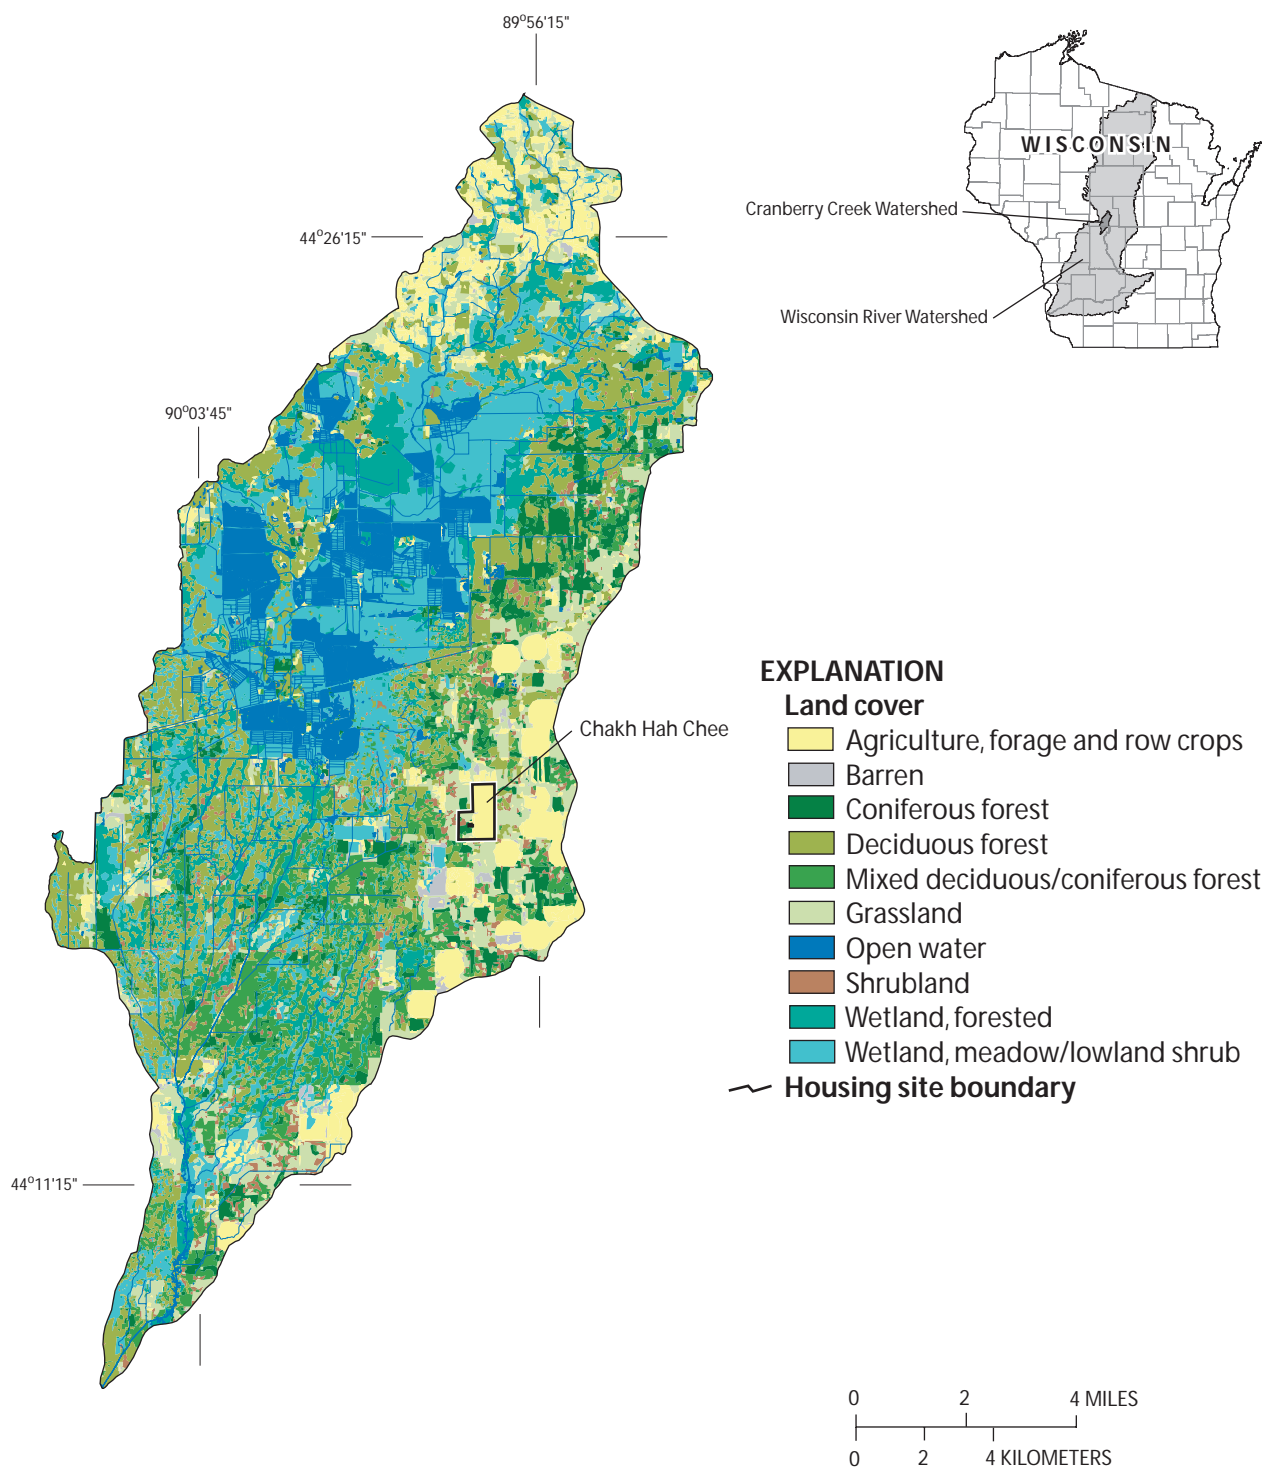 89°56'15"
WISCONSIN
Cranberry Creek Watershed
44°26'15"
Wisconsin River Watershed
90°03'45"
EXPLANATION
Land cover
Chakh Hah Chee
Agriculture, forage and row crops
Barren
Coniferous forest
Deciduous forest
Mixed deciduous/coniferous forest
Grassland
Open water
Shrubland
Wetland, forested
Wetland, meadow/lowland shrub
Housing site boundary
44°11'15"
0 2 4 MILES
0 2 4 KILOMETERS